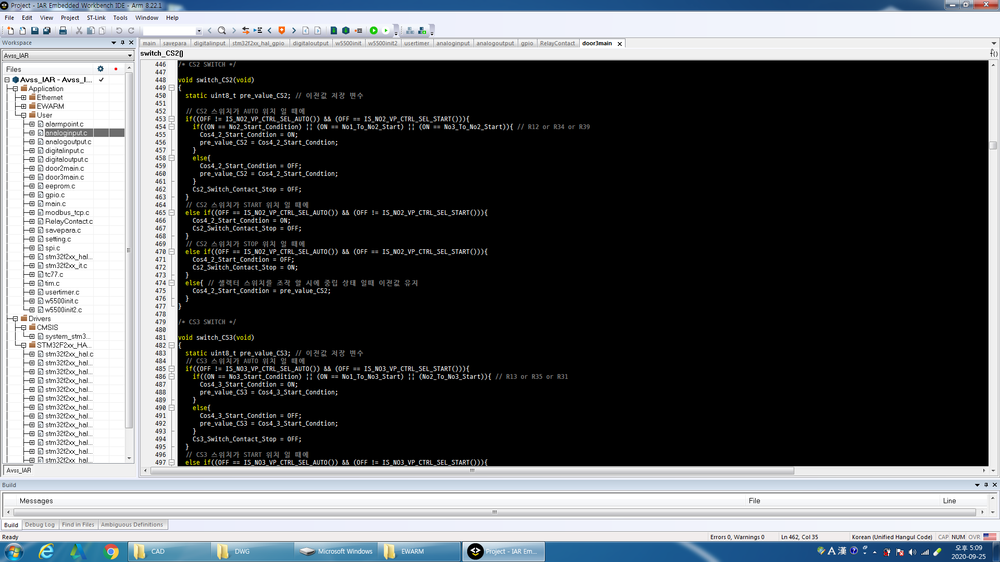 Project - IAR Embedded Workbench IDE - Arm 8.22.1
File Edit View Project ST-Link Tools Window Help
Workspace
main savepara digitalinput stm32f2xx_hal_gpio digitaloutput w5500init w5500init2 usertimer analoginput analogoutput gpio RelayContact door3main
Avss_IAR
switch_CS2()
f()
Files
Avss_IAR - Avss_I...
Application
Ethernet
EWARM
User
alarmpoint.c
analoginput.c
analogoutput.c
digitalinput.c
digitaloutput.c
door2main.c
door3main.c
eeprom.c
gpio.c
main.c
modbus_tcp.c
RelayContact.c
savepara.c
setting.c
spi.c
stm32f2xx_hal...
stm32f2xx_it.c
tc77.c
tim.c
usertimer.c
w5500init.c
w5500init2.c
Drivers
CMSIS
system_stm3...
STM32F2xx_HA...
stm32f2xx_hal.c
stm32f2xx_hal...
stm32f2xx_hal...
stm32f2xx_hal...
stm32f2xx_hal...
stm32f2xx_hal...
stm32f2xx_hal...
stm32f2xx_hal...
stm32f2xx_hal...
stm32f2xx_hal...
stm32f2xx_hal...
stm32f2xx_hal...
stm32f2xx_hal...
Avss_IAR
446 /* CS2 SWITCH */
447
448 void switch_CS2(void)
449 {
450 static uint8_t pre_value_CS2; // 이전값 저장 변수
451
452 // CS2 스위치가 AUTO 위치 일 때에
453 if((OFF != IS_NO2_VP_CTRL_SEL_AUTO()) && (OFF == IS_NO2_VP_CTRL_SEL_START())){
454 if((ON == No2_Start_Condition) || (ON == No1_To_No2_Start) || (ON == No3_To_No2_Start)){ // R12 or R34 or R39
455 Cos4_2_Start_Condtion = ON;
456 pre_value_CS2 = Cos4_2_Start_Condtion;
457 }
458 else{
459 Cos4_2_Start_Condtion = OFF;
460 pre_value_CS2 = Cos4_2_Start_Condtion;
461 }
462 Cs2_Switch_Contact_Stop = OFF;
463 }
464 // CS2 스위치가 START 위치 일 때에
465 else if((OFF == IS_NO2_VP_CTRL_SEL_AUTO()) && (OFF != IS_NO2_VP_CTRL_SEL_START())){
466 Cos4_2_Start_Condtion = ON;
467 Cs2_Switch_Contact_Stop = OFF;
468 }
469 // CS2 스위치가 STOP 위치 일 때에
470 else if((OFF == IS_NO2_VP_CTRL_SEL_AUTO()) && (OFF == IS_NO2_VP_CTRL_SEL_START())){
471 Cos4_2_Start_Condtion = OFF;
472 Cs2_Switch_Contact_Stop = ON;
473 }
474 else{ // 셀렉터 스위치를 조작 할 시에 중립 상태 일때 이전값 유지
475 Cos4_2_Start_Condtion = pre_value_CS2;
476 }
477 }
478
479 /* CS3 SWITCH */
480
481 void switch_CS3(void)
482 {
483 static uint8_t pre_value_CS3; // 이전값 저장 변수
484 // CS3 스위치가 AUTO 위치 일 때에
485 if((OFF != IS_NO3_VP_CTRL_SEL_AUTO()) && (OFF == IS_NO3_VP_CTRL_SEL_START())){
486 if((ON == No3_Start_Condition) || (ON == No1_To_No3_Start) || (No2_To_No3_Start)){ // R13 or R35 or R31
487 Cos4_3_Start_Condtion = ON;
488 pre_value_CS3 = Cos4_3_Start_Condtion;
489 }
490 else{
491 Cos4_3_Start_Condtion = OFF;
492 pre_value_CS3 = Cos4_3_Start_Condtion;
493 }
494 Cs3_Switch_Contact_Stop = OFF;
495 }
496 // CS3 스위치가 START 위치 일 때에
497 else if((OFF == IS_NO3_VP_CTRL_SEL_AUTO()) && (OFF != IS_NO3_VP_CTRL_SEL_START())){
Build
Messages File Line
Build Debug Log Find in Files Ambiguous Definitions
Ready Errors 0, Warnings 0 Ln 462, Col 35 Korean (Unified Hangul Code) CAP NUM OVR
CAD DWG Microsoft Windows EWARM Project - IAR Em... A 漢 오후 5:09
2020-09-25